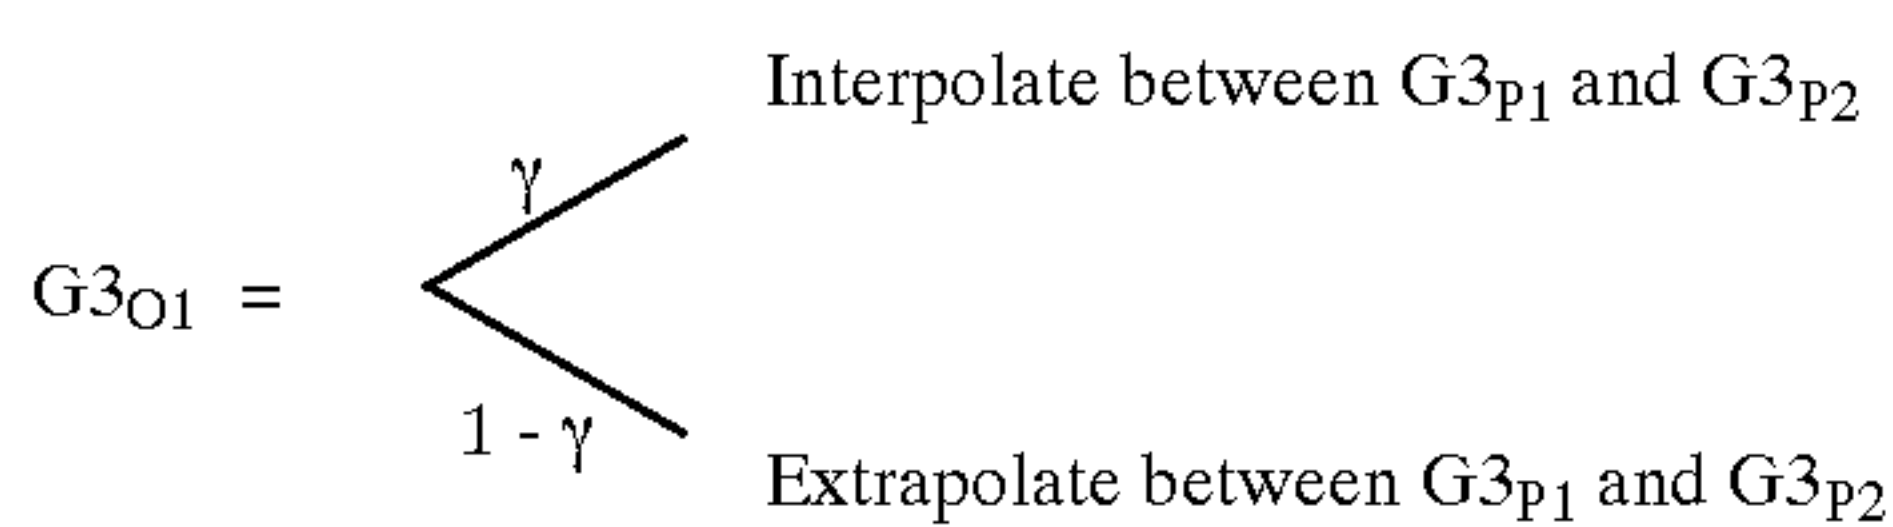 Interpolate between G3P1 and G3P2
γ
G3O1 =
1 - γ
Extrapolate between G3P1 and G3P2